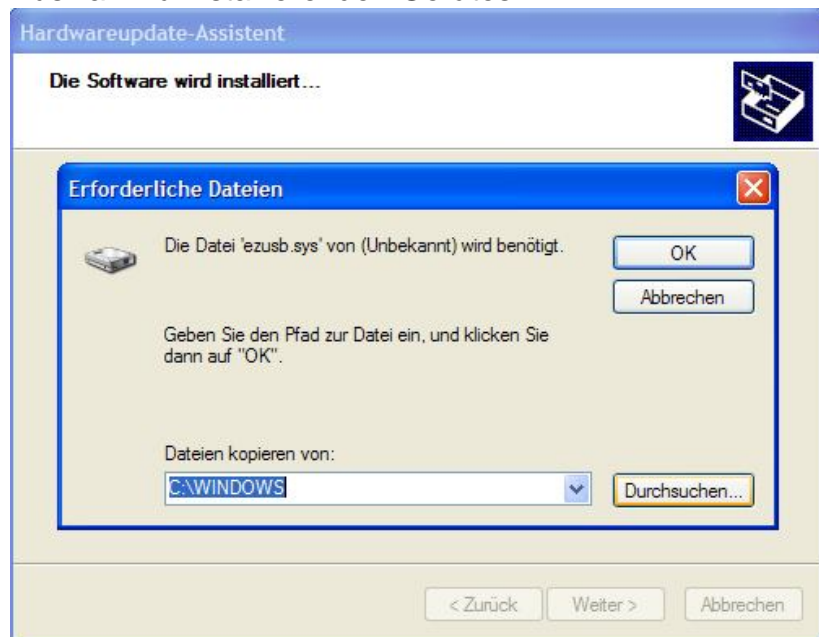 Hardwareupdate-Assistent
Die Software wird installiert...
Erforderliche Dateien
Die Datei 'ezusb.sys' von (Unbekannt) wird benötigt.
OK
Abbrechen
Geben Sie den Pfad zur Datei ein, und klicken Sie
dann auf "OK".
Dateien kopieren von:
C:\WINDOWS
Durchsuchen...
< Zurück
Weiter >
Abbrechen